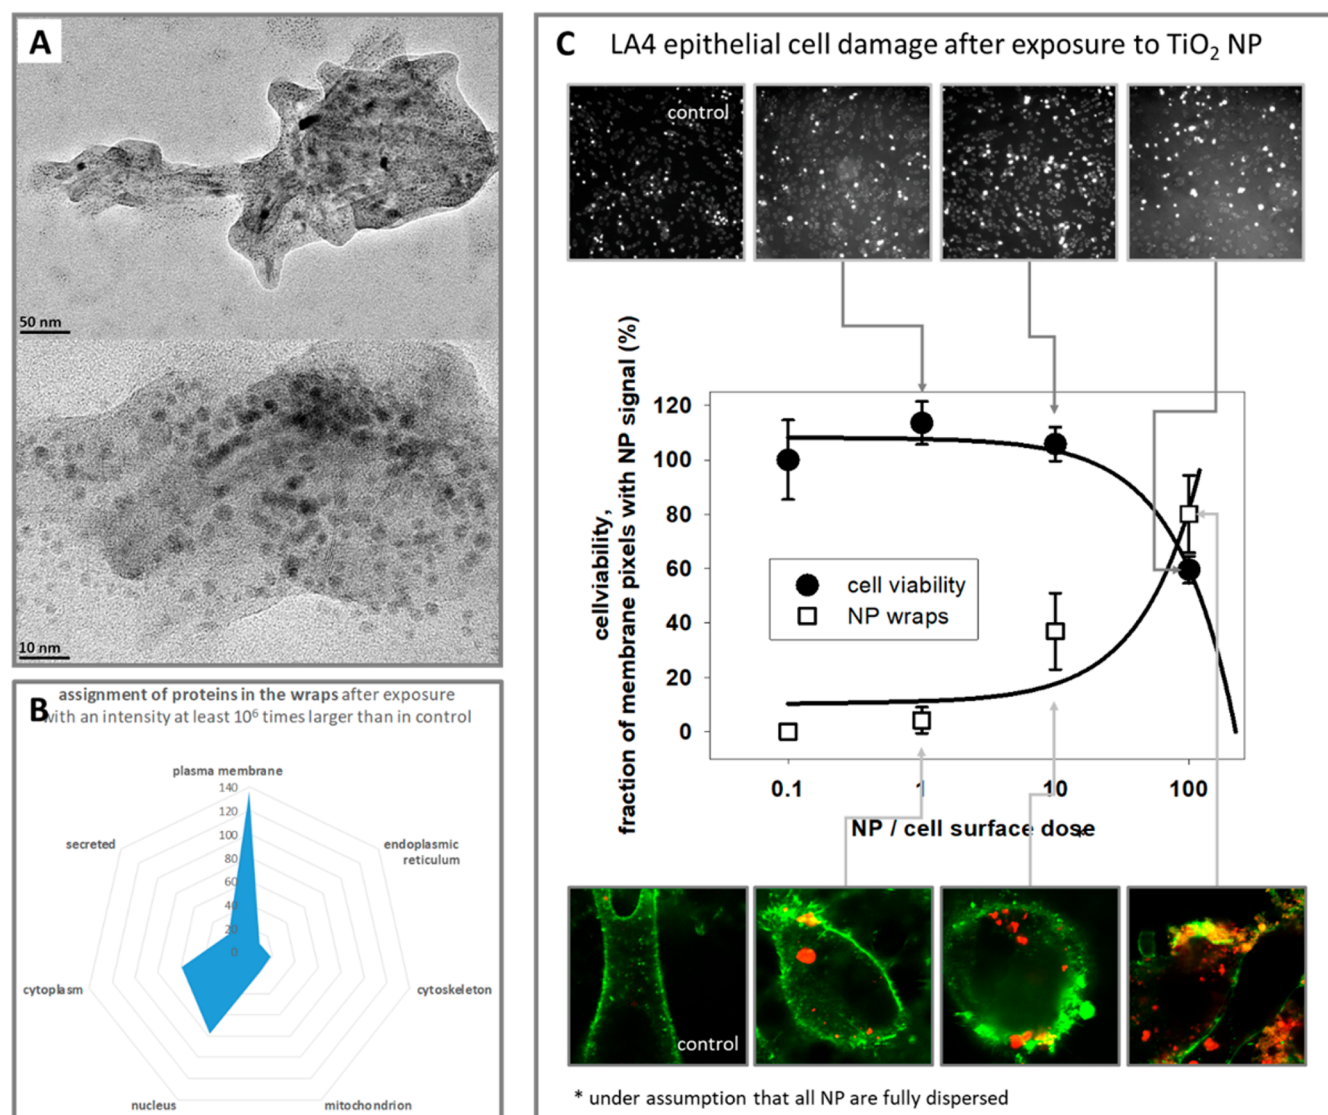 A
50 nm
10 nm
B
assignment of proteins in the wraps after exposure
with an intensity at least 10⁶ times larger than in control
plasma membrane
140
120
100
80
60
40
20
0
secreted
endoplasmic
reticulum
cytoplasm
cytoskeleton
nucleus
mitochondrion
C
LA4 epithelial cell damage after exposure to TiO₂ NP
control
cellviability,
fraction of membrane pixels with NP signal (%)
120
100
80
60
40
20
0
cell viability
NP wraps
0.1 1 10 100
NP / cell surface dose*
control
* under assumption that all NP are fully dispersed